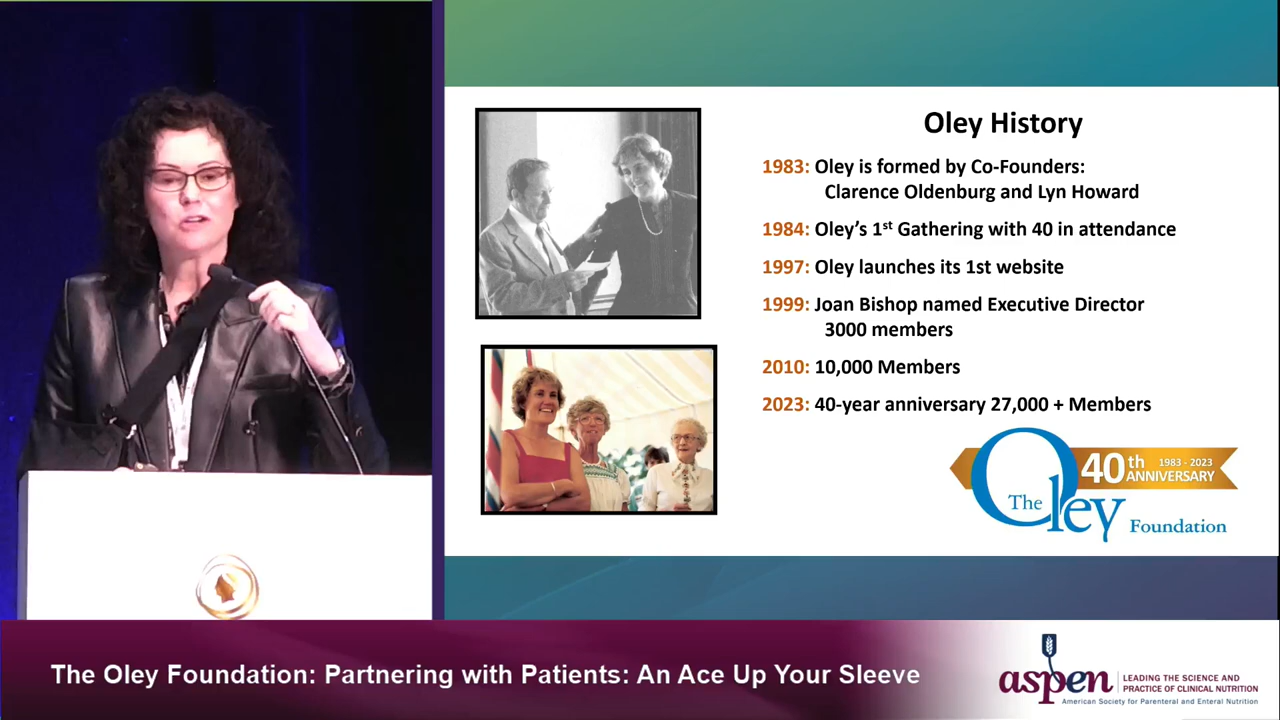 Oley History
1983: Oley is formed by Co-Founders:
Clarence Oldenburg and Lyn Howard
1984: Oley's 1st Gathering with 40 in attendance
1997: Oley launches its 1st website
1999: Joan Bishop named Executive Director
3000 members
2010: 10,000 Members
2023: 40-year anniversary 27,000 + Members
40th 1983 - 2023
ANNIVERSARY
The Oley Foundation
The Oley Foundation: Partnering with Patients: An Ace Up Your Sleeve
aspen
LEADING THE SCIENCE AND
PRACTICE OF CLINICAL NUTRITION
American Society for Parenteral and Enteral Nutrition